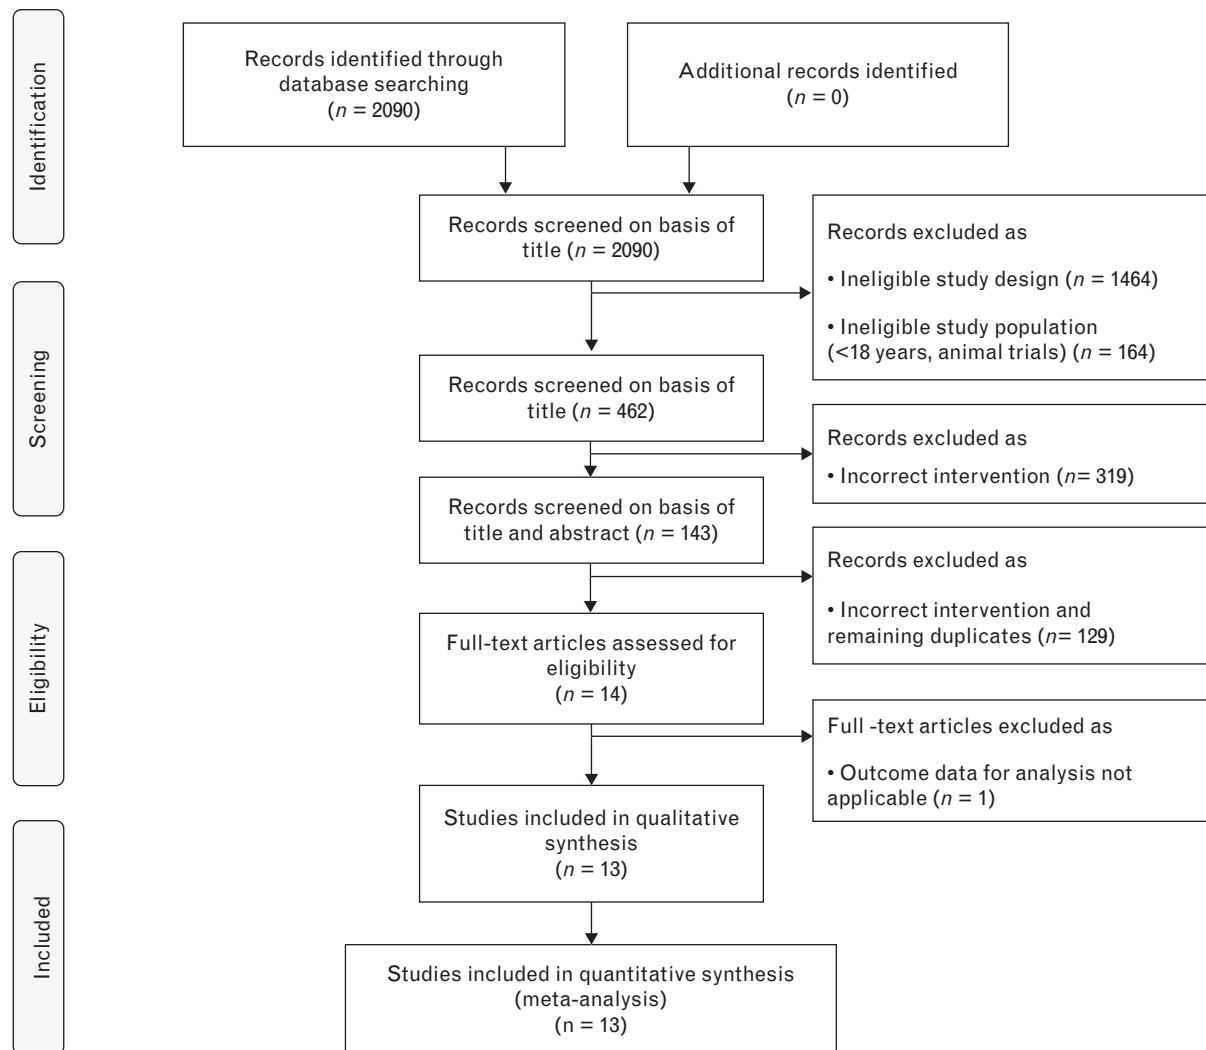 Identification
Records identified through
database searching
(n = 2090)
Additional records identified
(n = 0)
Records screened on basis of
title (n = 2090)
Records excluded as
• Ineligible study design (n = 1464)
• Ineligible study population
(<18 years, animal trials) (n = 164)
Screening
Records screened on basis of
title (n = 462)
Records excluded as
• Incorrect intervention (n= 319)
Records screened on basis of
title and abstract (n = 143)
Records excluded as
• Incorrect intervention and
remaining duplicates (n= 129)
Eligibility
Full-text articles assessed for
eligibility
(n = 14)
Full -text articles excluded as
• Outcome data for analysis not
applicable (n = 1)
Studies included in qualitative
synthesis
(n = 13)
Included
Studies included in quantitative synthesis
(meta-analysis)
(n = 13)